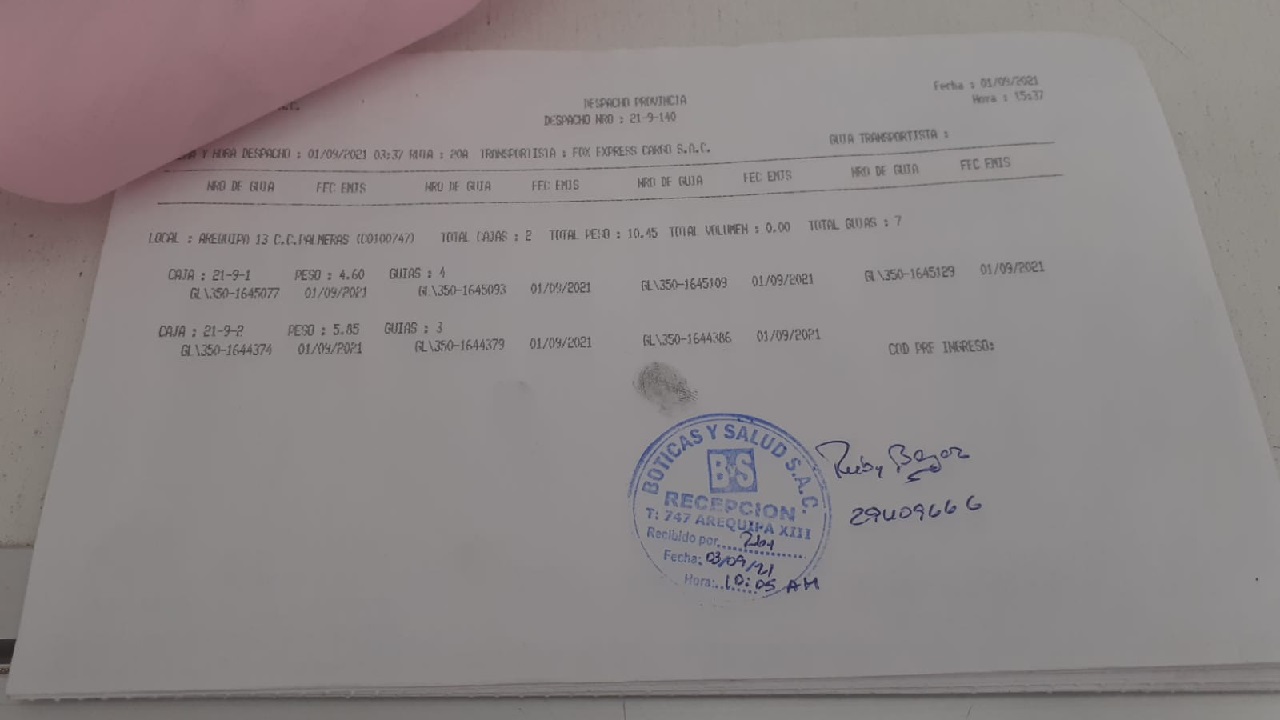 Fecha : 01/09/2021
DESPACHO PROVINCIA
Hora : 15:37
DESPACHO NRO : 21-9-140
GUIA TRANSPORTISTA :
Y HORA DESPACHO : 01/09/2021 03:37 RUTA : 20A TRANSPORTISTA : FOX EXPRESS CARGO S.A.C.
NRO DE GUIA FEC EMIS NRO DE GUIA FEC EMIS NRO DE GUIA FEC EMIS NRO DE GUIA FEC EMIS
LOCAL : AREQUIPA 13 C.C.PALMERAS (C0100747) TOTAL CAJAS : 2 TOTAL PESO : 10.45 TOTAL VOLUMEN : 0.00 TOTAL GUIAS : 7
CAJA : 21-9-1 PESO : 4.60 GUIAS : 4
GL\350-1645077 01/09/2021 GL\350-1645093 01/09/2021 GL\350-1645109 01/09/2021 GL\350-1645129 01/09/2021
CAJA : 21-9-2 PESO : 5.85 GUIAS : 3
GL\350-1644374 01/09/2021 GL\350-1644379 01/09/2021 GL\350-1644386 01/09/2021
COD PRE INGRESO:
BOTICAS Y SALUD S.A.C.
B S
RECEPCION
T: 747 AREQUIPA XIII
Recibido por Ruby
Fecha: 03/09/21
Hora: 10:05 AM
Ruby
29409666